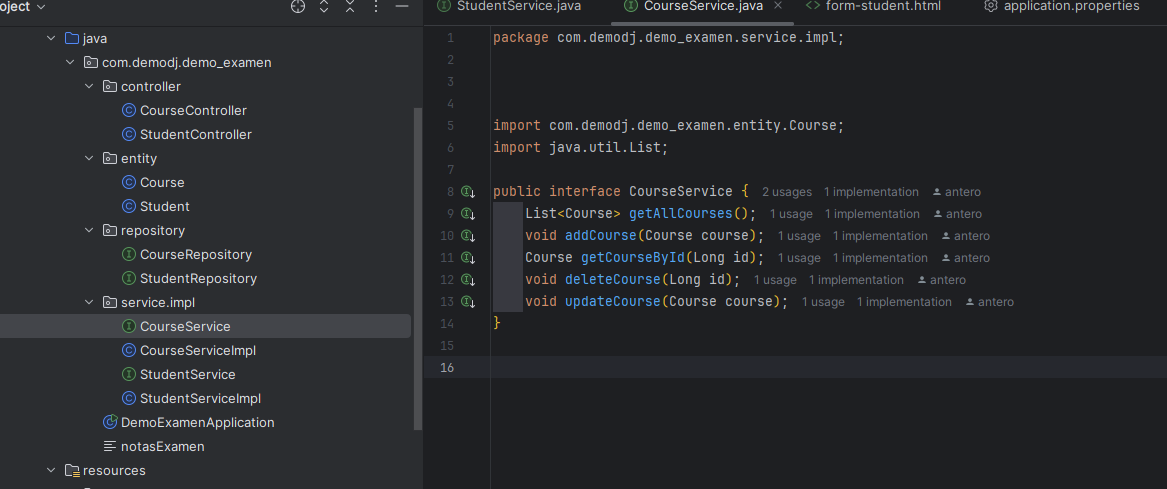 oject
java
com.demodj.demo_examen
controller
CourseController
StudentController
entity
Course
Student
repository
CourseRepository
StudentRepository
service.impl
CourseService
CourseServiceImpl
StudentService
StudentServiceImpl
DemoExamenApplication
notasExamen
resources
StudentService.java CourseService.java form-student.html application.properties
1 package com.demodj.demo_examen.service.impl;
2
3
4
5 import com.demodj.demo_examen.entity.Course;
6 import java.util.List;
7
8 public interface CourseService { 2 usages 1 implementation antero
9 List<Course> getAllCourses(); 1 usage 1 implementation antero
10 void addCourse(Course course); 1 usage 1 implementation antero
11 Course getCourseById(Long id); 1 usage 1 implementation antero
12 void deleteCourse(Long id); 1 usage 1 implementation antero
13 void updateCourse(Course course); 1 usage 1 implementation antero
14 }
15
16